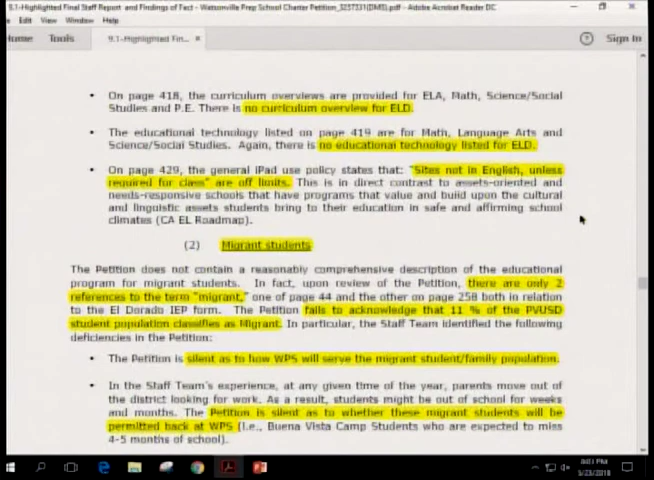 9.1-Highlighted Final Staff Report and Findings of Fact - Watsonville Prep School Charter Petition_3237331(DMS).pdf - Adobe Acrobat Reader DC
Edit View Window Help
Home Tools 9.1-Highlighted Fin... × Sign In
• On page 418, the curriculum overviews are provided for ELA, Math, Science/Social
Studies and P.E. There is no curriculum overview for ELD.
• The educational technology listed on page 419 are for Math, Language Arts and
Science/Social Studies. Again, there is no educational technology listed for ELD.
• On page 429, the general iPad use policy states that: "Sites not in English, unless
required for class" are off limits. This is in direct contrast to assets-oriented and
needs-responsive schools that have programs that value and build upon the cultural
and linguistic assets students bring to their education in safe and affirming school
climates (CA EL Roadmap).
(2) Migrant students
The Petition does not contain a reasonably comprehensive description of the educational
program for migrant students. In fact, upon review of the Petition, there are only 2
references to the term "migrant," one of page 44 and the other on page 258 both in relation
to the El Dorado IEP form. The Petition fails to acknowledge that 11 % of the PVUSD
student population classifies as Migrant. In particular, the Staff Team identified the following
deficiencies in the Petition:
• The Petition is silent as to how WPS will serve the migrant student/family population.
• In the Staff Team's experience, at any given time of the year, parents move out of
the district looking for work. As a result, students might be out of school for weeks
and months. The Petition is silent as to whether these migrant students will be
permitted back at WPS (i.e., Buena Vista Camp Students who are expected to miss
4-5 months of school).
PM
5/23/2018